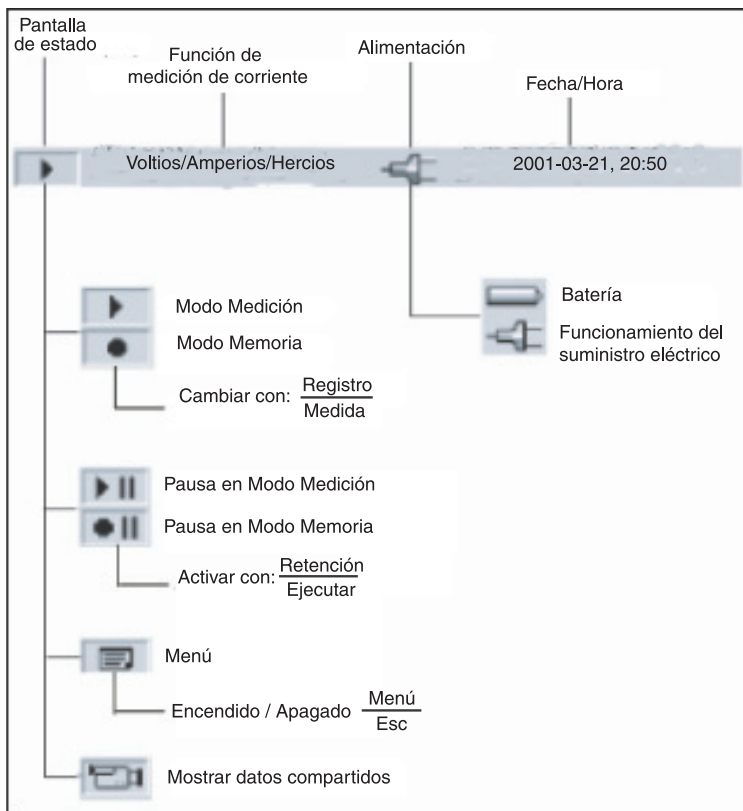 Pantalla
de estado
Función de
medición de corriente
Alimentación
Fecha/Hora
Voltios/Amperios/Hercios
2001-03-21, 20:50
Modo Medición
Modo Memoria
Cambiar con: Registro
Medida
Batería
Funcionamiento del
suministro eléctrico
Pausa en Modo Medición
Pausa en Modo Memoria
Activar con: Retención
Ejecutar
Menú
Encendido / Apagado Menú
Esc
Mostrar datos compartidos